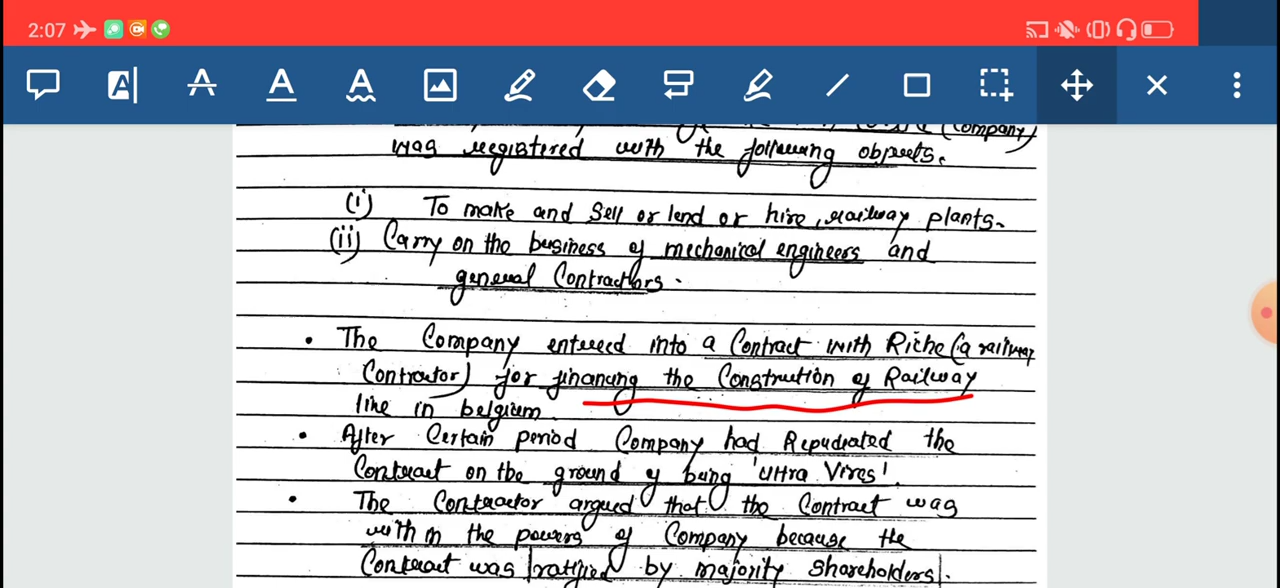 2:07
(Company)
was registered with the following objects.
(i) To make and Sell or lend or hire, railway plants.
(ii) Carry on the business of mechanical engineers and
general Contractors.
• The Company entered into a Contract with Riche (a railway
Contractor) for financing the Construction of Railway
line in belgium.
• After Certain period Company had Repudiated the
Contract on the ground of being 'Ultra Vires'.
• The Contractor argued that the Contract was
with in the powers of Company because the
Contract was ratified by majority shareholders.